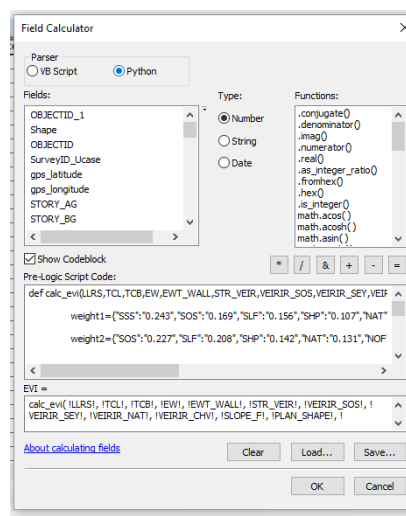 Field Calculator
Parser
VB Script
Python
Fields:
OBJECTID_1
Shape
OBJECTID
SurveyID_Ucase
gps_latitude
gps_longitude
STORY_AG
STORY_BG
Type:
Number
String
Date
Functions:
.conjugate()
.denominator()
.imag()
.numerator()
.real()
.as_integer_ratio()
.fromhex()
.hex()
.is_integer()
math.acos( )
math.acosh( )
math.asin( )
Show Codeblock
* / & + - =
Pre-Logic Script Code:
def calc_evi(LLRS,TCL,TCB,EW,EWT_WALL,STR_VEIR,VEIRIR_SOS,VEIRIR_SEY,VEIF
weight1={"SSS":"0.243","SOS":"0.169","SLF":"0.156","SHP":"0.107","NAT"
weight2={"SOS":"0.227","SLF":"0.208","SHP":"0.142","NAT":"0.131","NOF"
EVI =
calc_evi( !LLRS!, !TCL!, !TCB!, !EW!, !EWT_WALL!, !STR_VEIR!, !VEIRIR_SOS!, !
VEIRIR_SEY!, !VEIRIR_NAT!, !VEIRIR_CHV!, !SLOPE_F!, !PLAN_SHAPE!, !
About calculating fields
Clear
Load...
Save...
OK
Cancel